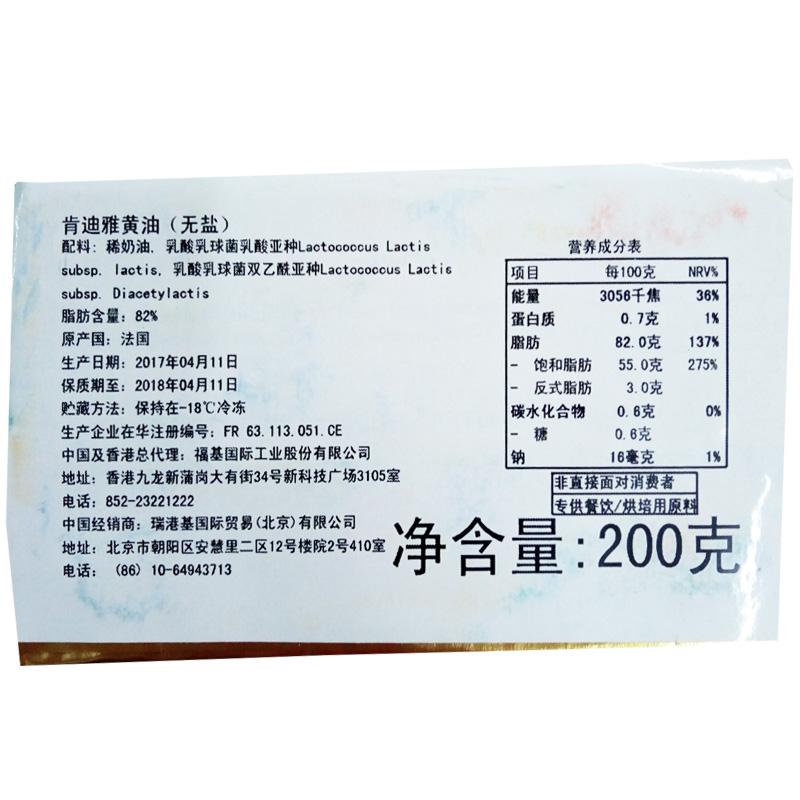 肯迪雅黄油（无盐）
配料：稀奶油，乳酸乳球菌乳酸亚种Lactococcus Lactis
subsp. lactis，乳酸乳球菌双乙酰亚种Lactococcus Lactis
subsp. Diacetylactis
脂肪含量：82%
原产国：法国
生产日期：2017年04月11日
保质期至：2018年04月11日
贮藏方法：保持在-18℃冷冻
生产企业在华注册编号：FR 63.113.051.CE
中国及香港总代理：福基国际工业股份有限公司
地址：香港九龙新蒲岗大有街34号新科技广场3105室
电话：852-23221222
中国经销商：瑞港基国际贸易(北京)有限公司
地址：北京市朝阳区安慧里二区12号楼院2号410室
电话：（86）10-64943713
营养成分表
项目 每100克 NRV%
能量 3056千焦 36%
蛋白质 0.7克 1%
脂肪 82.0克 137%
- 饱和脂肪 55.0克 275%
- 反式脂肪 3.0克
碳水化合物 0.6克 0%
- 糖 0.6克
钠 16毫克 1%
非直接面对消费者
专供餐饮/烘培用原料
净含量:200克